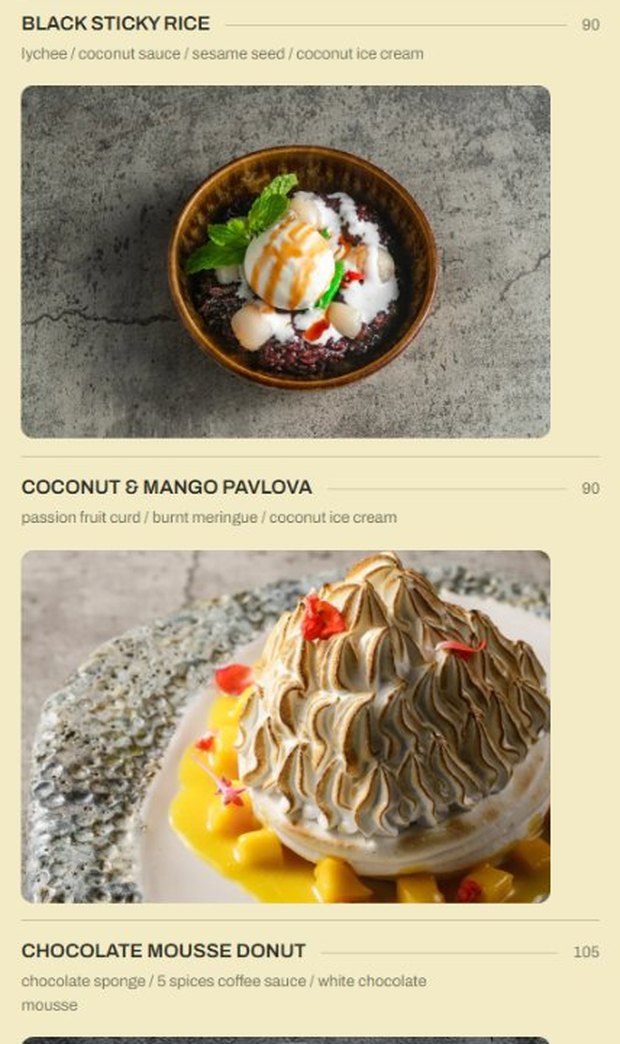 BLACK STICKY RICE 90
lychee / coconut sauce / sesame seed / coconut ice cream
COCONUT & MANGO PAVLOVA 90
passion fruit curd / burnt meringue / coconut ice cream
CHOCOLATE MOUSSE DONUT 105
chocolate sponge / 5 spices coffee sauce / white chocolate
mousse